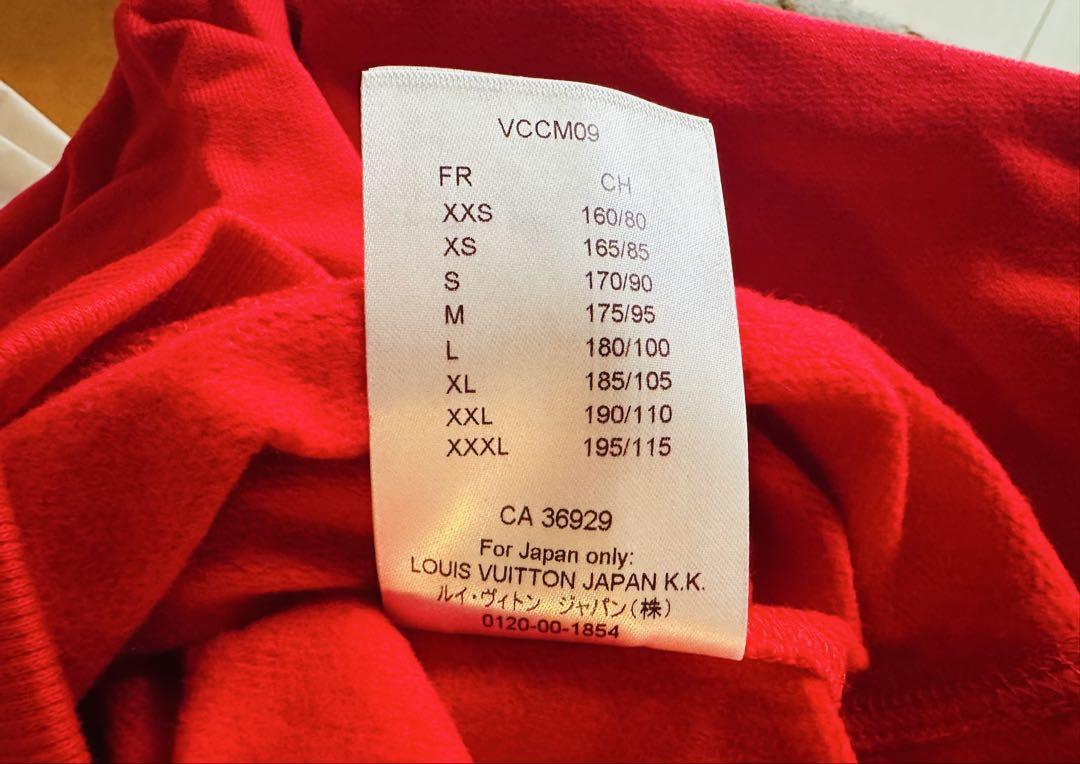 VCCM09
FR CH
XXS 160/80
XS 165/85
S 170/90
M 175/95
L 180/100
XL 185/105
XXL 190/110
XXXL 195/115
CA 36929
For Japan only:
LOUIS VUITTON JAPAN K.K.
ルイ・ヴィトン ジャパン(株)
0120-00-1854